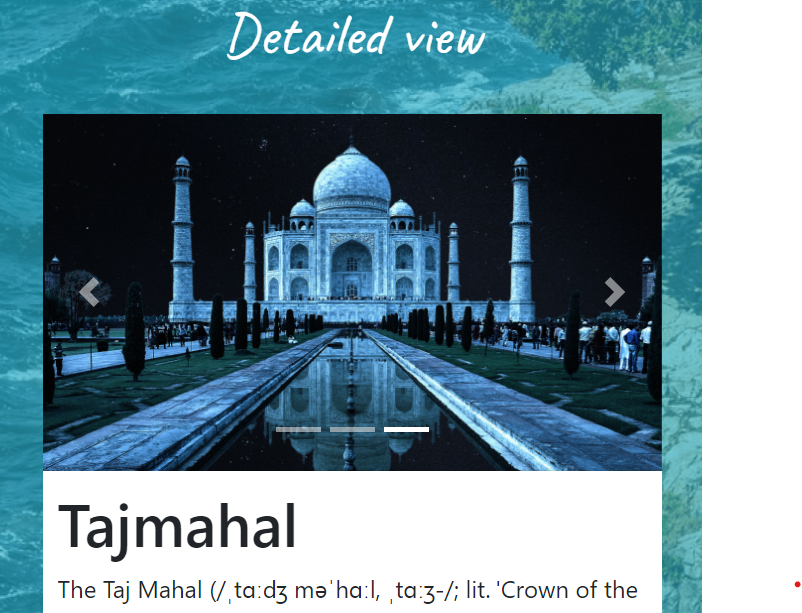 Detailed view
Tajmahal
The Taj Mahal (/ˌtɑːdʒ məˈhɑːl, ˌtɑːʒ-/; lit. 'Crown of the